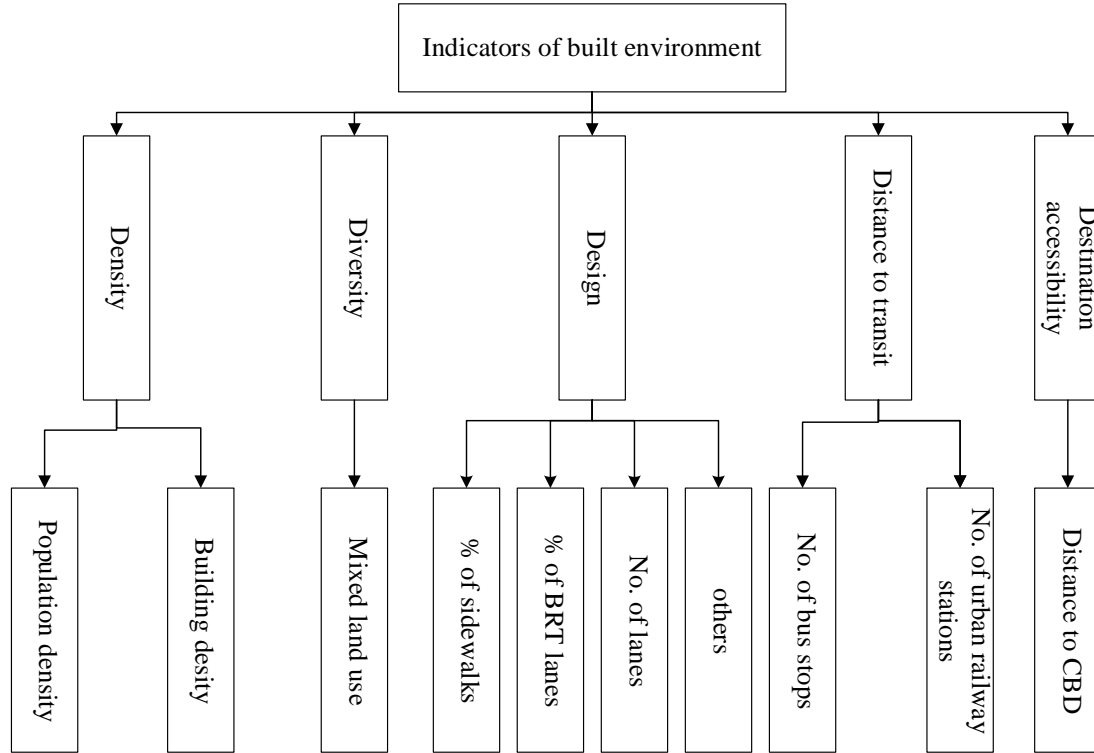 Indicators of built environment
Density
Diversity
Design
Distance to transit
Destination
accessibility
Population density
Building desity
Mixed land use
% of sidewalks
% of BRT lanes
No. of lanes
others
No. of bus stops
No. of urban railway
stations
Distance to CBD